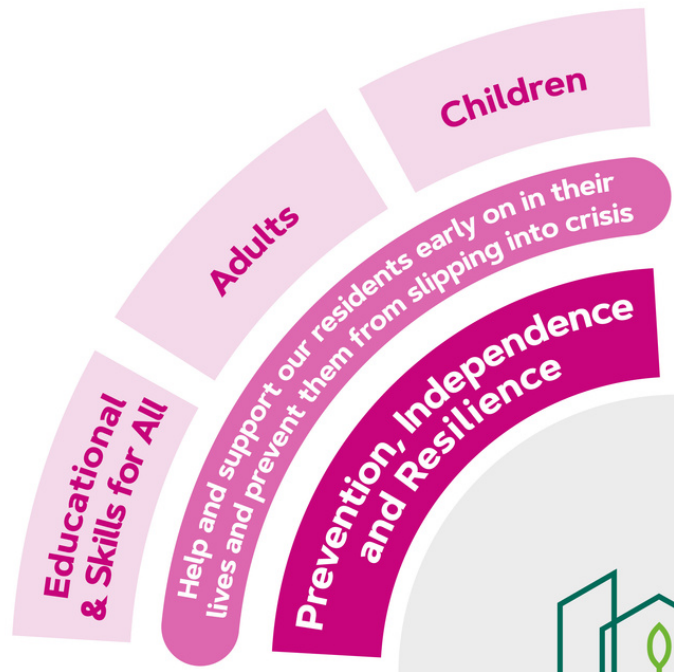 Children
Adults
Educational
& Skills for All
Help and support our residents early on in their
lives and prevent them from slipping into crisis
Prevention, Independence
and Resilience